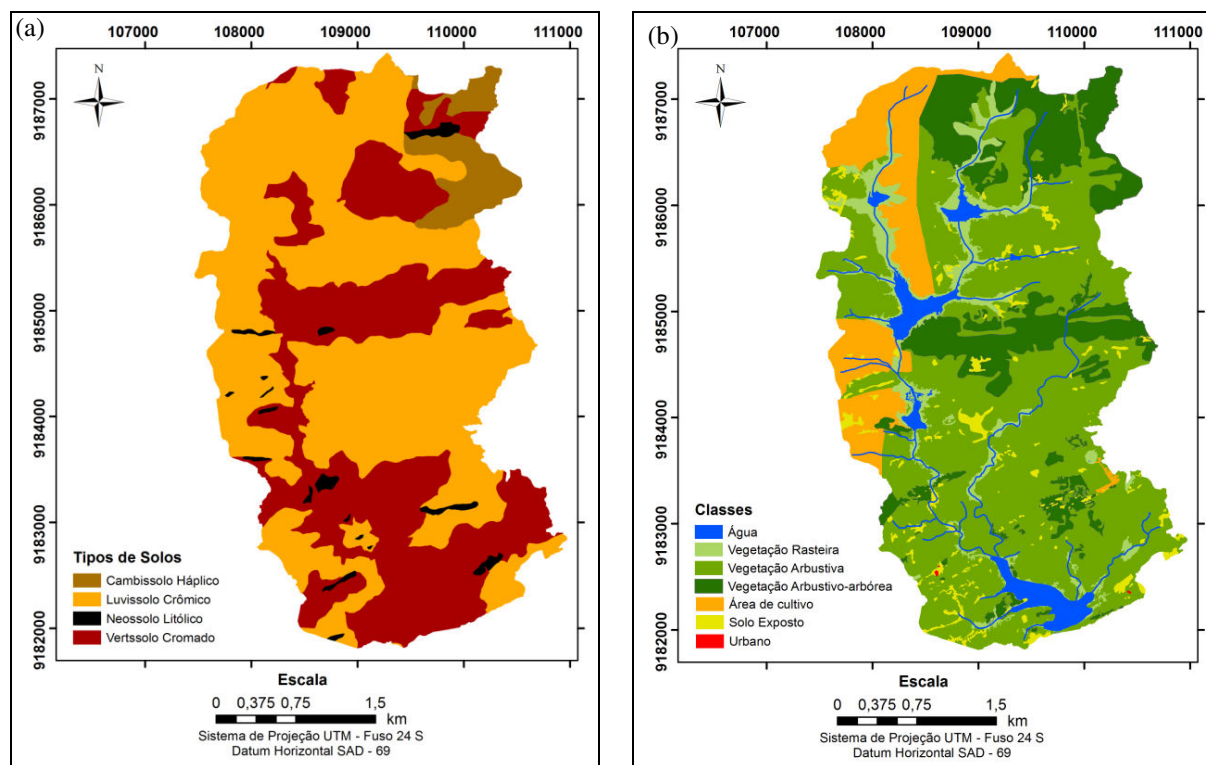 (a)
107000 108000 109000 110000 111000
N
9187000
9186000
9185000
9184000
9183000
9182000
Tipos de Solos
Cambissolo Háplico
Luvissolo Crômico
Neossolo Litólico
Vertssolo Cromado
Escala
0 0,375 0,75 1,5
km
Sistema de Projeção UTM - Fuso 24 S
Datum Horizontal SAD - 69
(b)
107000 108000 109000 110000 111000
N
9187000
9186000
9185000
9184000
9183000
9182000
Classes
Água
Vegetação Rasteira
Vegetação Arbustiva
Vegetação Arbustivo-arbórea
Área de cultivo
Solo Exposto
Urbano
Escala
0 0,375 0,75 1,5
km
Sistema de Projeção UTM - Fuso 24 S
Datum Horizontal SAD - 69